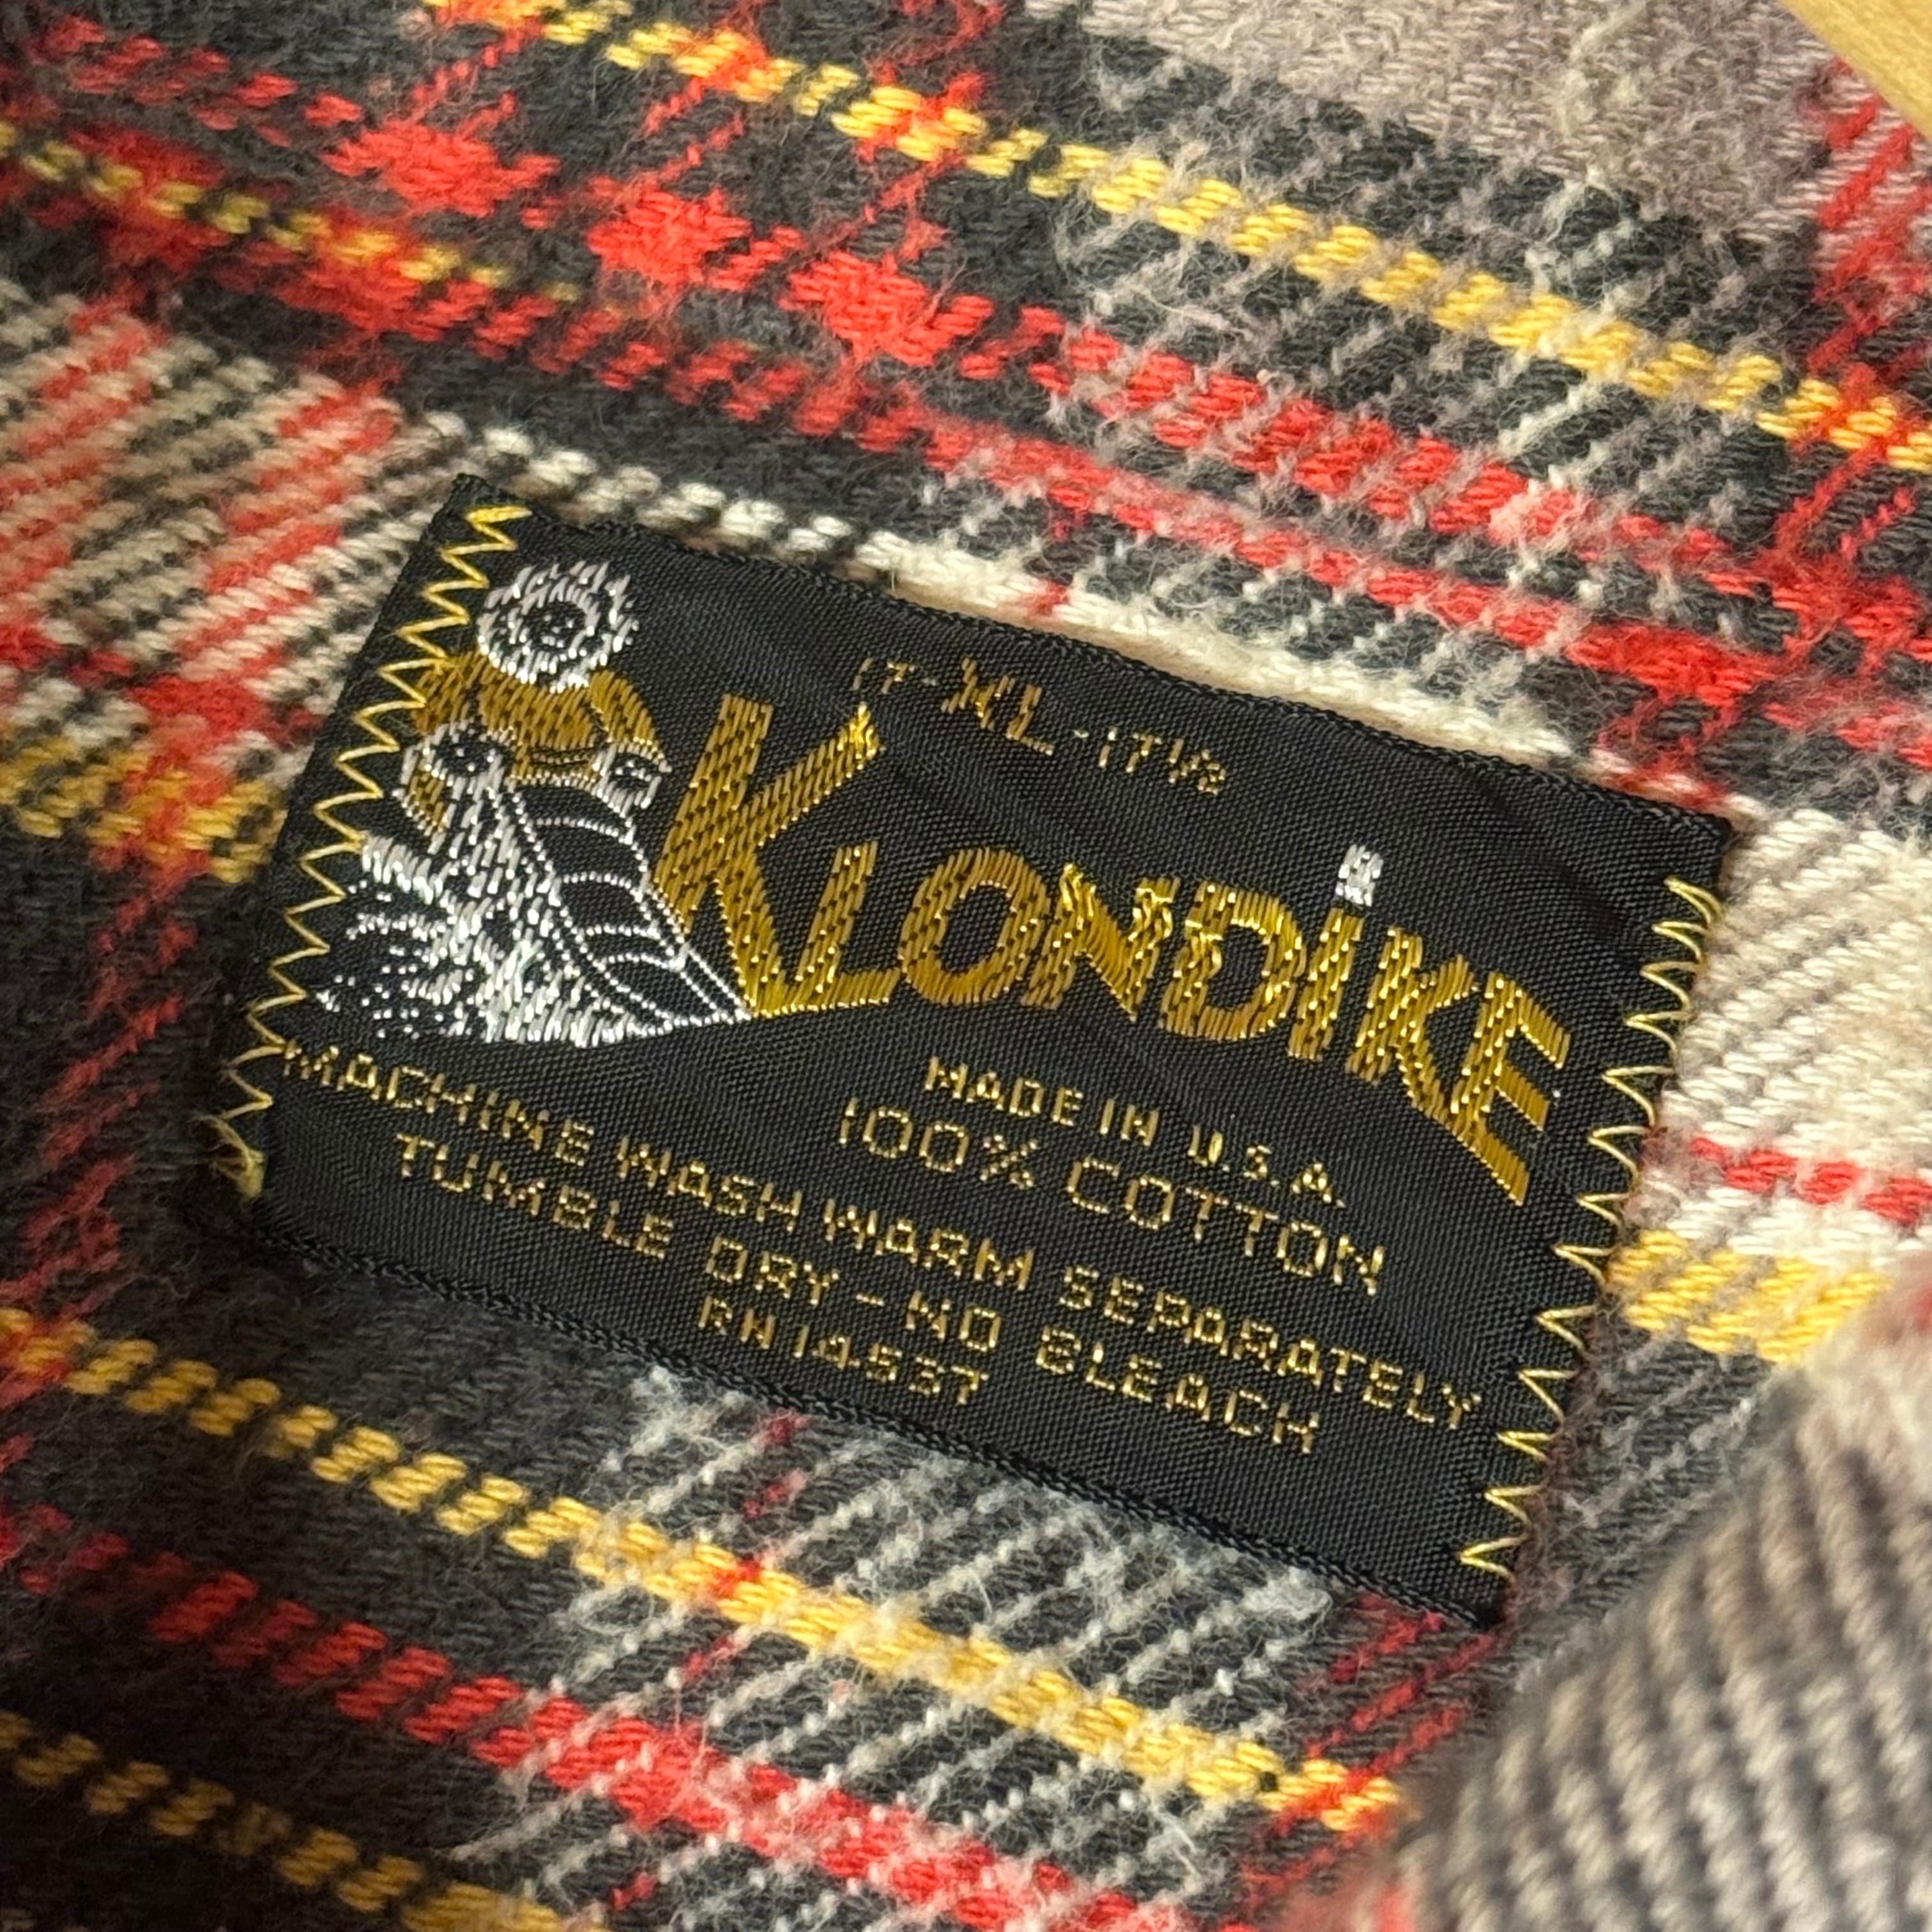 17-XL-17½
KLONDIKE
MADE IN U.S.A.
100% COTTON
MACHINE WASH WARM SEPARATELY
TUMBLE DRY - NO BLEACH
RN 14537